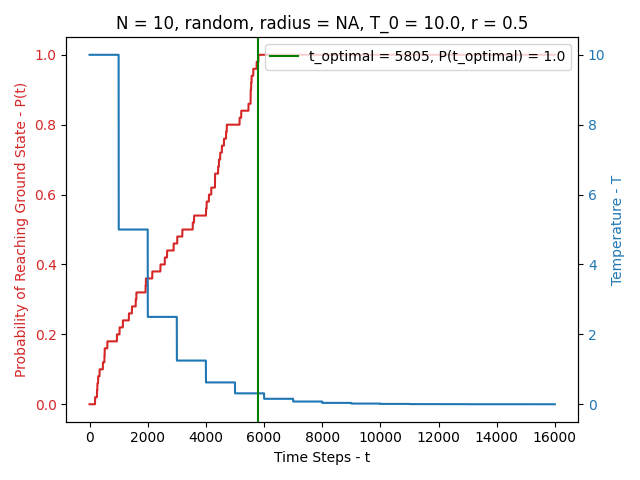 N = 10, random, radius = NA, T_0 = 10.0, r = 0.5
t_optimal = 5805, P(t_optimal) = 1.0
Probability of Reaching Ground State - P(t)
1.0
0.8
0.6
0.4
0.2
0.0
10
8
6
4
2
0
Temperature - T
0 2000 4000 6000 8000 10000 12000 14000 16000
Time Steps - t